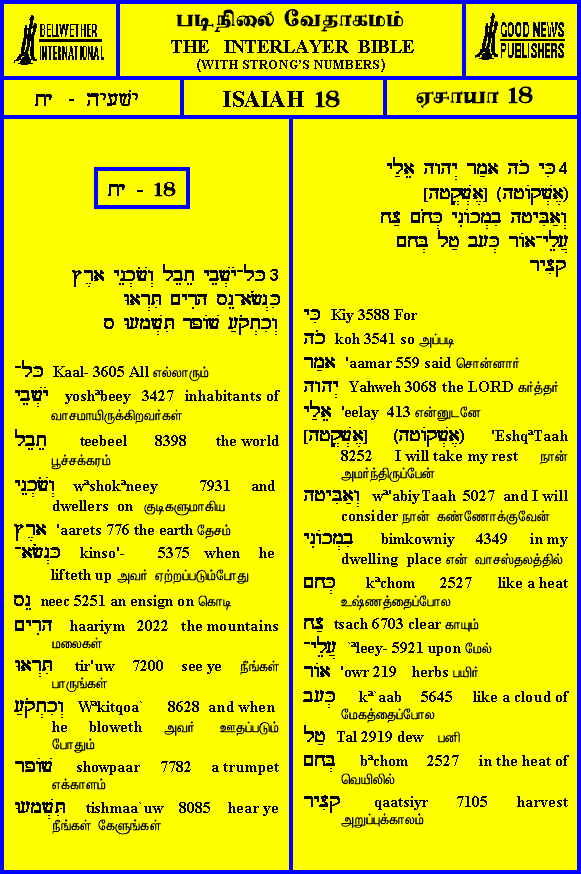 BELLWETHER
INTERNATIONAL
படிநிலை வேதாகமம்
THE INTERLAYER BIBLE
(WITH STRONG'S NUMBERS)
GOOD NEWS
PUBLISHERS
ישעיה - יח
ISAIAH 18
ஏசாயா 18
18 - יח
3 כָּל־יֹשְׁבֵי תֵבֵל וְשֹׁכְנֵי אָרֶץ
כִּנְשֹׂא־נֵס הָרִים תִּרְאוּ
וְכִתְקֹעַ שׁוֹפָר תִּשְׁמָעוּ ס
כָּל־ Kaal- 3605 All எல்லாரும்
יֹשְׁבֵי yoshªbeey 3427 inhabitants of
வாசமாயிருக்கிறவர்கள்
תֵבֵל teebeel 8398 the world
பூச்சக்கரம்
וְשֹׁכְנֵי wªshokªneey 7931 and
dwellers on குடிகளுமாகிய
אָרֶץ 'aarets 776 the earth தேசம்
כִּנְשֹׂא־ kinso'- 5375 when he
lifteth up அவர் ஏற்றப்படும்போது
נֵס neec 5251 an ensign on கொடி
הָרִים haariym 2022 the mountains
மலைகள்
תִּרְאוּ tir'uw 7200 see ye நீங்கள்
பாருங்கள்
וְכִתְקֹעַ Wªkitqoa` 8628 and when
he bloweth அவர் ஊதப்படும்
போதும்
שׁוֹפָר showpaar 7782 a trumpet
எக்காளம்
תִּשְׁמָעוּ tishmaa`uw 8085 hear ye
நீங்கள் கேளுங்கள்
4 כִּי כֹה אָמַר יְהוָה אֵלַי
(אֶשְׁקוֹטָה) [אֶשְׁקֳטָה]
וְאַבִּיטָה בִמְכוֹנִי כְּחֹם צַח
עֲלֵי־אוֹר כְּעָב טַל בְּחֹם
קָצִיר
כִּי Kiy 3588 For
כֹה koh 3541 so அப்படி
אָמַר 'aamar 559 said சொன்னார்
יְהוָה Yahweh 3068 the LORD கர்த்தர்
אֵלַי 'eelay 413 என்னுடனே
(אֶשְׁקוֹטָה) [אֶשְׁקֳטָה] 'EshqªTaah
8252 I will take my rest நான்
அமர்ந்திருப்பேன்
וְאַבִּיטָה wª'abiyTaah 5027 and I will
consider நான் கண்ணோக்குவேன்
בִמְכוֹנִי bimkowniy 4349 in my
dwelling place என் வாசஸ்தலத்தில்
כְּחֹם kªchom 2527 like a heat
உஷ்ணத்தைப்போல
צַח tsach 6703 clear காயும்
עֲלֵי־ `ªleey- 5921 upon மேல்
אוֹר 'owr 219 herbs பயிர்
כְּעָב kª`aab 5645 like a cloud of
மேகத்தைப்போல
טַל Tal 2919 dew பனி
בְּחֹם bªchom 2527 in the heat of
வெயிலில்
קָצִיר qaatsiyr 7105 harvest
அறுப்புக்காலம்